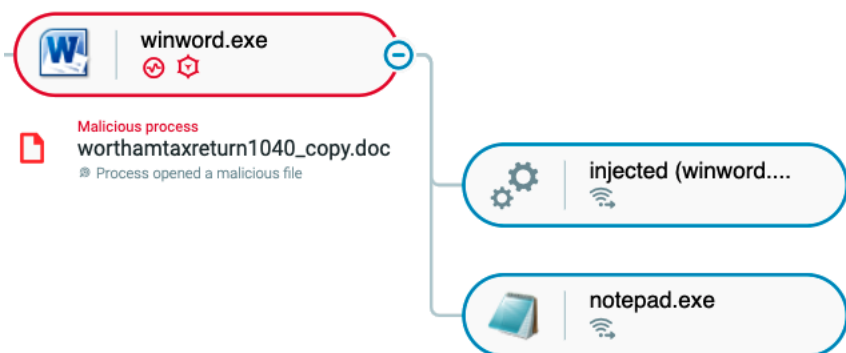 winword.exe
Malicious process
worthamtaxreturn1040_copy.doc
Process opened a malicious file
injected (winword....
notepad.exe